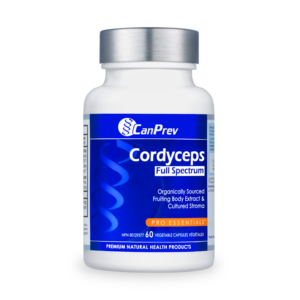 CanPrev
Cordyceps
Full Spectrum
Organically Sourced
Fruiting Body Extract &
Cultured Stroma
PRO ESSENTIALS
60 VEGETABLE CAPSULES VÉGÉTALES
PREMIUM NATURAL HEALTH PRODUCTS